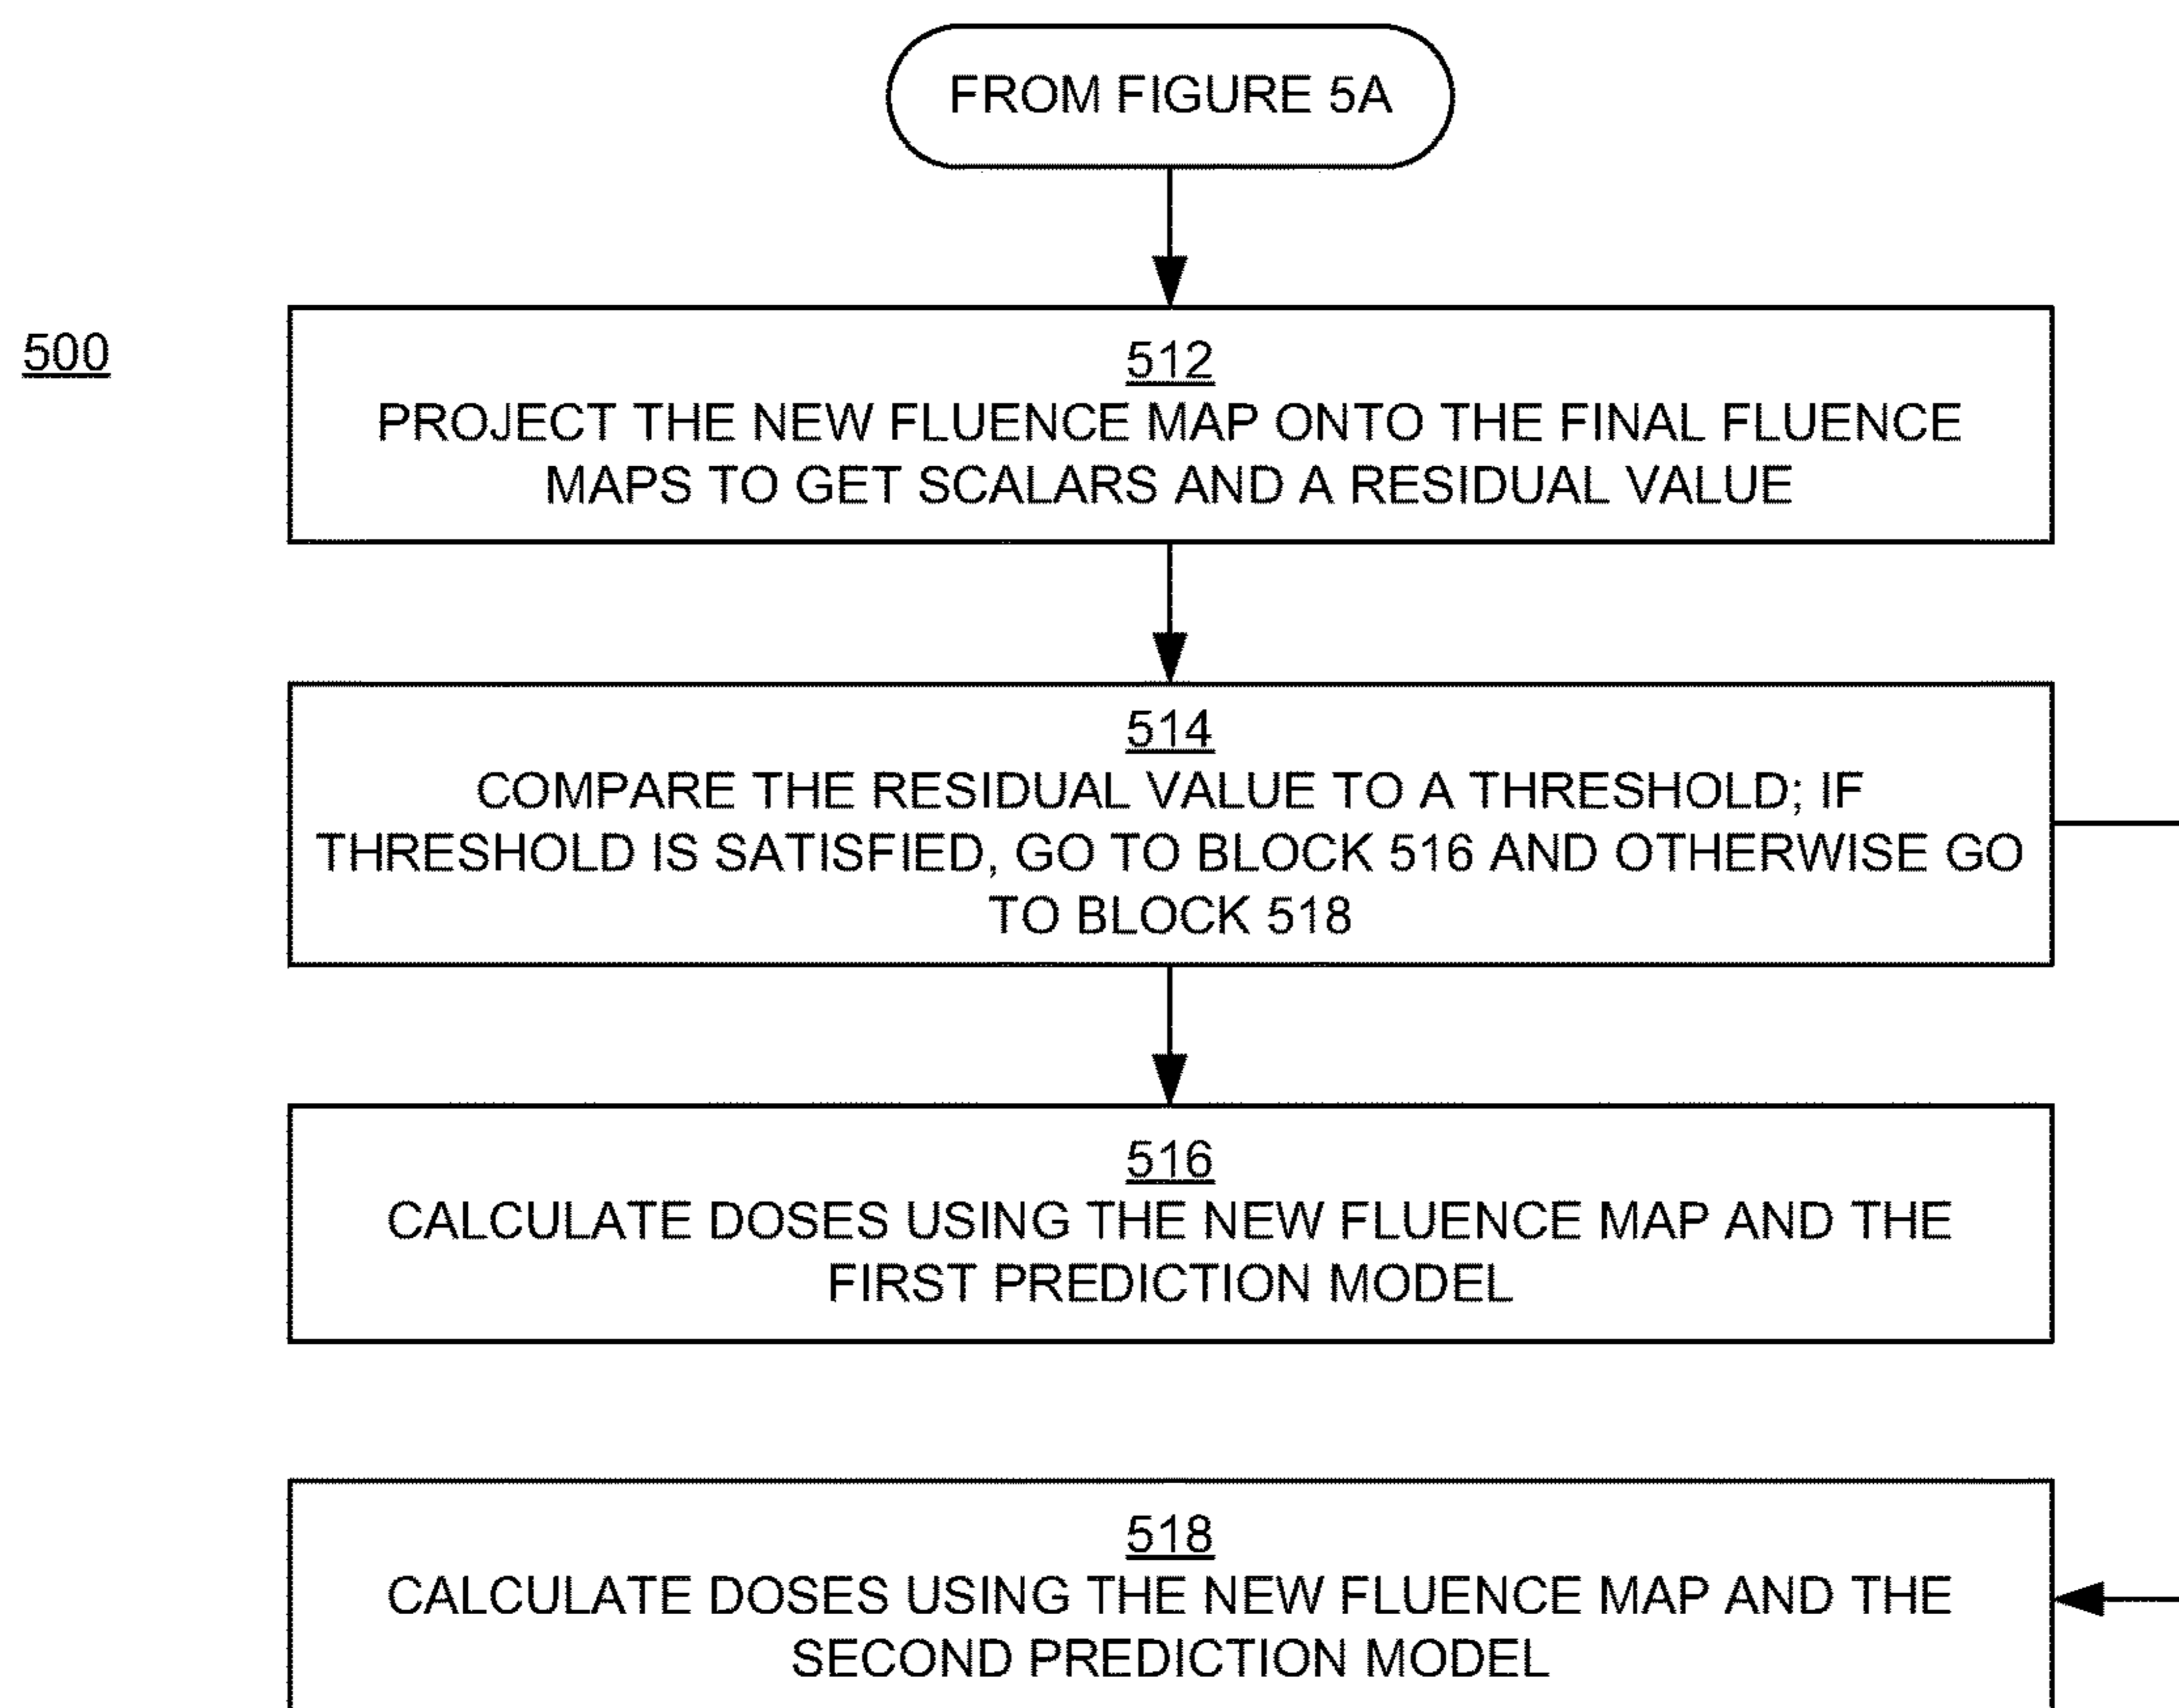 FROM FIGURE 5A
500
512
PROJECT THE NEW FLUENCE MAP ONTO THE FINAL FLUENCE
MAPS TO GET SCALARS AND A RESIDUAL VALUE
514
COMPARE THE RESIDUAL VALUE TO A THRESHOLD; IF
THRESHOLD IS SATISFIED, GO TO BLOCK 516 AND OTHERWISE GO
TO BLOCK 518
516
CALCULATE DOSES USING THE NEW FLUENCE MAP AND THE
FIRST PREDICTION MODEL
518
CALCULATE DOSES USING THE NEW FLUENCE MAP AND THE
SECOND PREDICTION MODEL